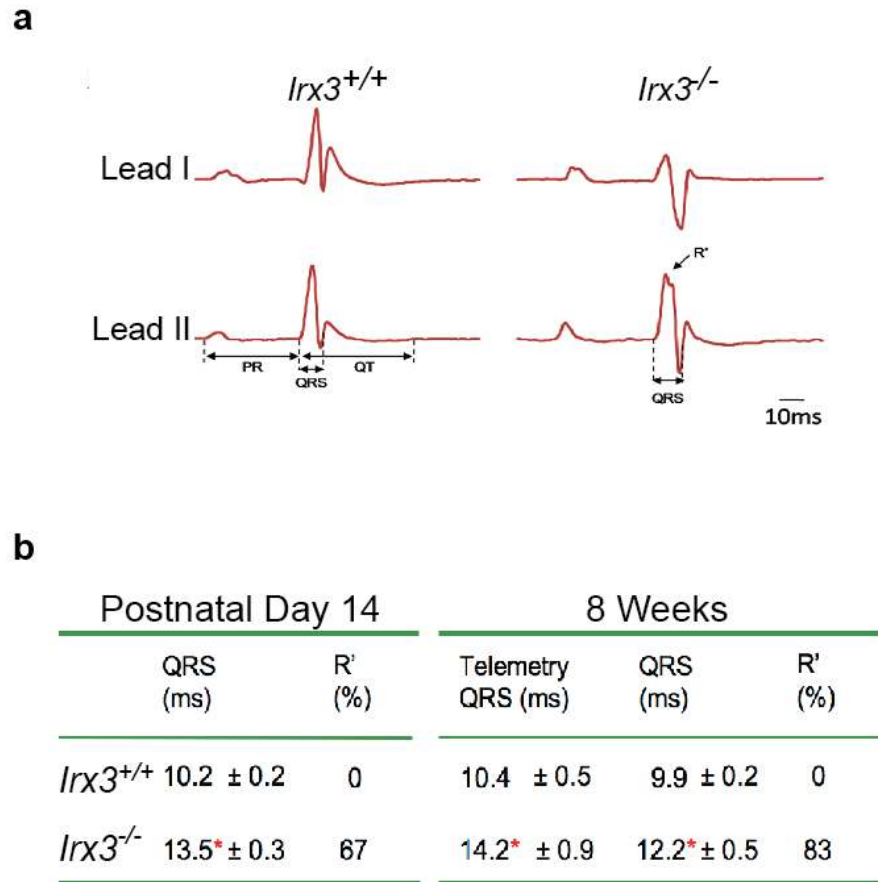 a
Irx3+/+ Irx3-/-
Lead I
R'
Lead II
PR QRS QT
QRS
10ms
b
Postnatal Day 14 8 Weeks
QRS (ms) R' (%) Telemetry QRS (ms) QRS (ms) R' (%)
Irx3+/+ 10.2 ± 0.2 0 10.4 ± 0.5 9.9 ± 0.2 0
Irx3-/- 13.5* ± 0.3 67 14.2* ± 0.9 12.2* ± 0.5 83